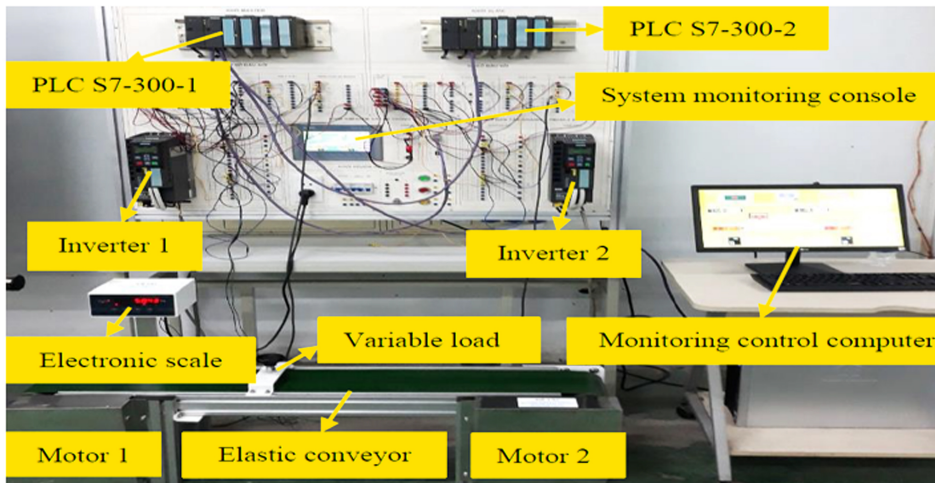 PLC S7-300-2
PLC S7-300-1
System monitoring console
Inverter 1
Inverter 2
Variable load
Monitoring control computer
Electronic scale
Motor 1
Elastic conveyor
Motor 2